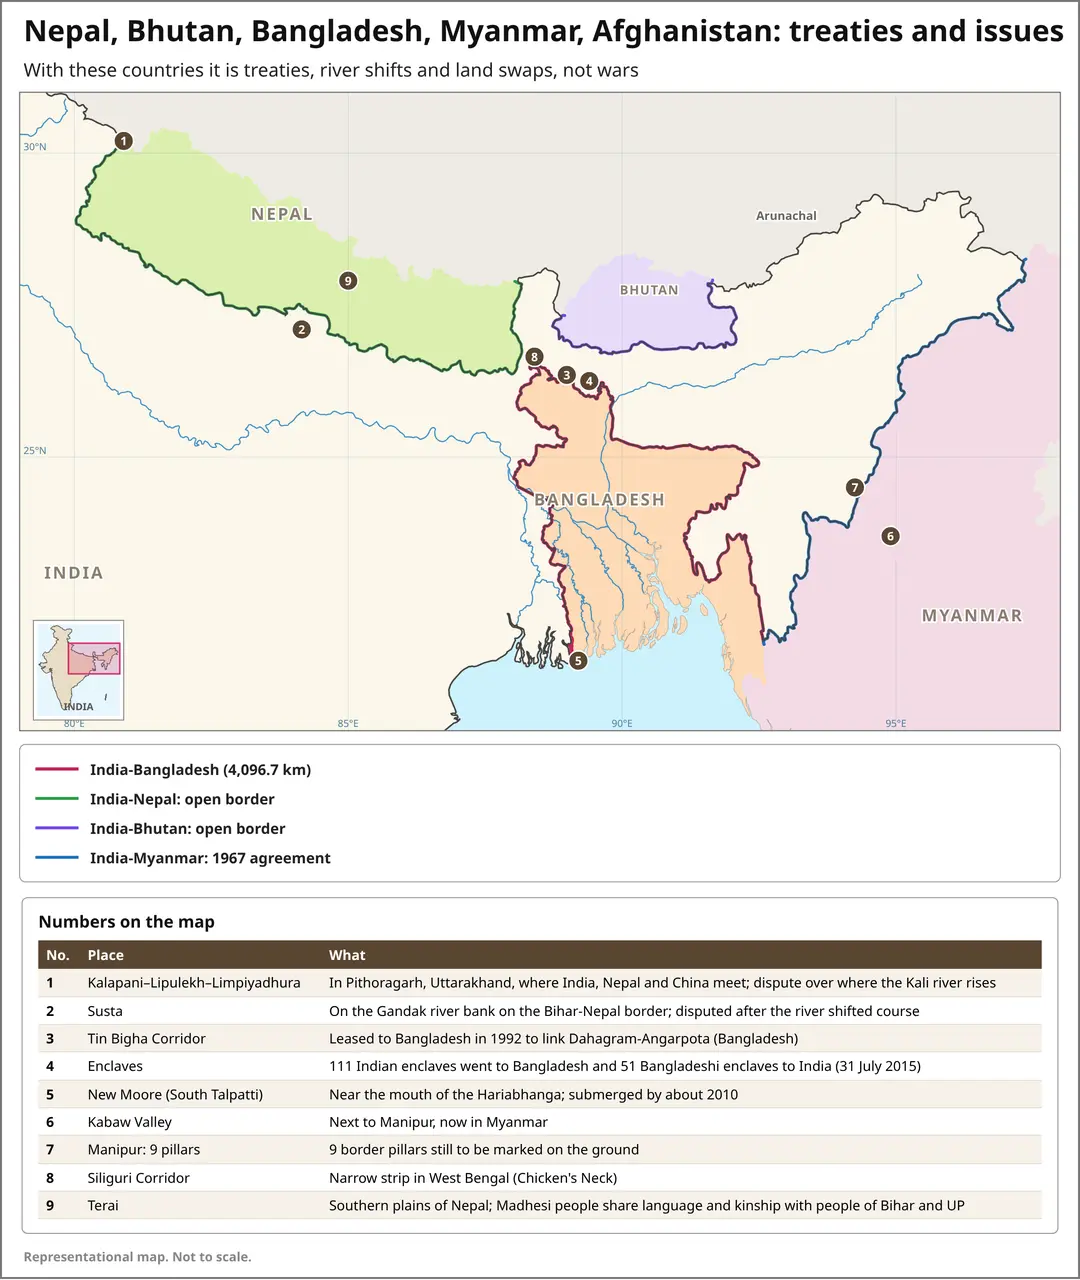 Nepal, Bhutan, Bangladesh, Myanmar, Afghanistan: treaties and issues
With these countries it is treaties, river shifts and land swaps, not wars
1
30°N
NEPAL
Arunachal
9
BHUTAN
2
8
3
4
25°N
7
BANGLADESH
6
INDIA
MYANMAR
5
INDIA
80°E
85°E
90°E
95°E
India-Bangladesh (4,096.7 km)
India-Nepal: open border
India-Bhutan: open border
India-Myanmar: 1967 agreement
Numbers on the map
No. Place What
1 Kalapani–Lipulekh–Limpiyadhura In Pithoragarh, Uttarakhand, where India, Nepal and China meet; dispute over where the Kali river rises
2 Susta On the Gandak river bank on the Bihar-Nepal border; disputed after the river shifted course
3 Tin Bigha Corridor Leased to Bangladesh in 1992 to link Dahagram-Angarpota (Bangladesh)
4 Enclaves 111 Indian enclaves went to Bangladesh and 51 Bangladeshi enclaves to India (31 July 2015)
5 New Moore (South Talpatti) Near the mouth of the Hariabhanga; submerged by about 2010
6 Kabaw Valley Next to Manipur, now in Myanmar
7 Manipur: 9 pillars 9 border pillars still to be marked on the ground
8 Siliguri Corridor Narrow strip in West Bengal (Chicken's Neck)
9 Terai Southern plains of Nepal; Madhesi people share language and kinship with people of Bihar and UP
Representational map. Not to scale.